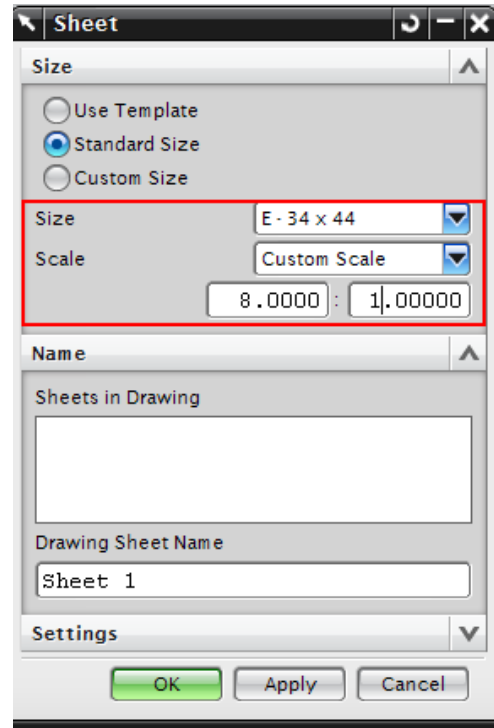 Sheet
Size
Use Template
Standard Size
Custom Size
Size E - 34 x 44
Scale Custom Scale
8.0000 : 1.00000
Name
Sheets in Drawing
Drawing Sheet Name
Sheet 1
Settings
OK Apply Cancel